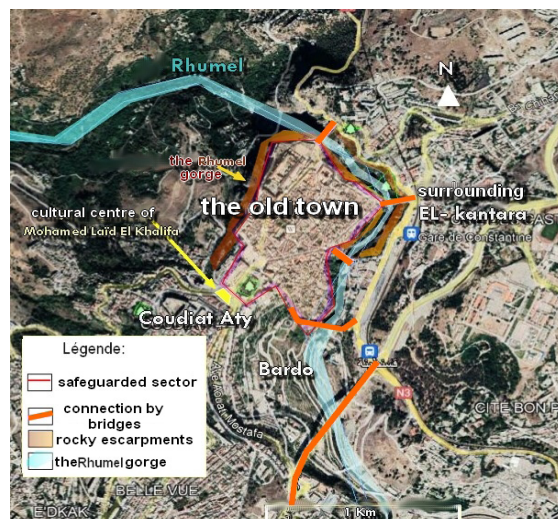 Rhumel
N
the Rhumel
gorge
the old town
surrounding
EL- kantara
cultural centre of
Mohamed Laïd El Khalifa
Gare de Constantine
Coudiat Aty
Bardo
Légende:
safeguarded sector
connection by
bridges
rocky escarpments
theRhumelgorge
N3
CITE BON P
BELLE VUE
EDKAK
1 Km